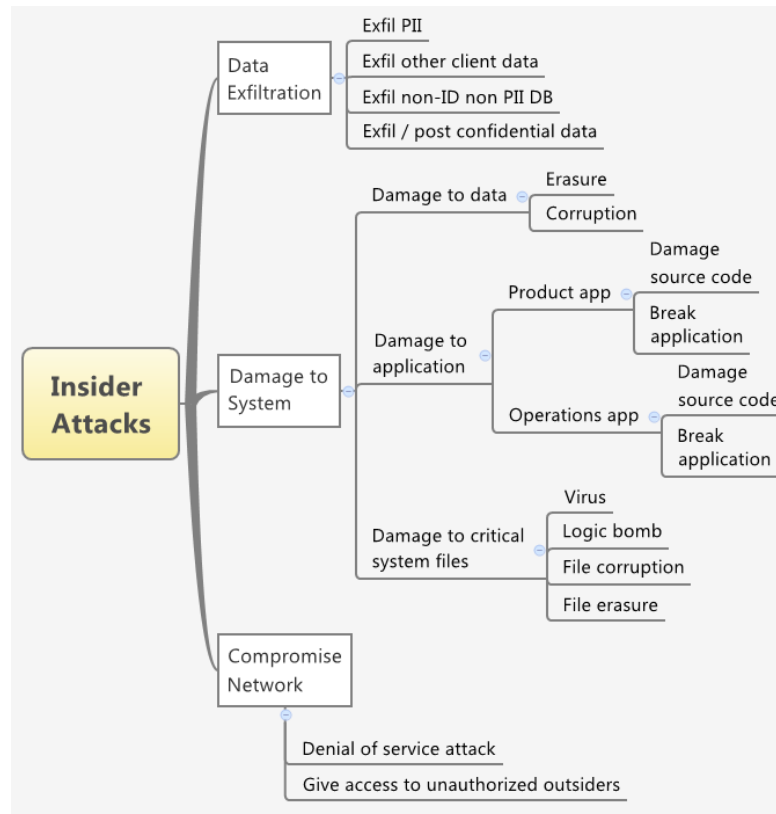 Insider
Attacks
Data
Exfiltration
Exfil PII
Exfil other client data
Exfil non-ID non PII DB
Exfil / post confidential data
Damage to
System
Damage to data
Erasure
Corruption
Damage to
application
Product app
Damage
source code
Break
application
Operations app
Damage
source code
Break
application
Damage to critical
system files
Virus
Logic bomb
File corruption
File erasure
Compromise
Network
Denial of service attack
Give access to unauthorized outsiders